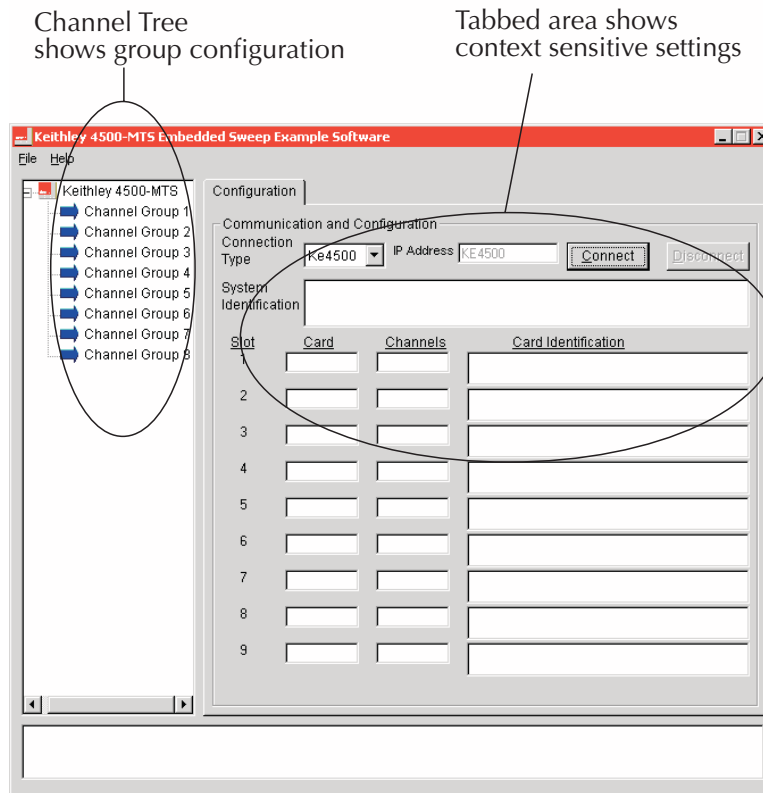 Channel Tree
shows group configuration
Tabbed area shows
context sensitive settings
Keithley 4500-MTS Embedded Sweep Example Software
File Help
Keithley 4500-MTS
Channel Group 1
Channel Group 2
Channel Group 3
Channel Group 4
Channel Group 5
Channel Group 6
Channel Group 7
Channel Group 8
Configuration
Communication and Configuration
Connection
Type
Ke4500
IP Address
KE4500
Connect
Disconnect
System
Identification
Slot Card Channels Card Identification
1
2
3
4
5
6
7
8
9